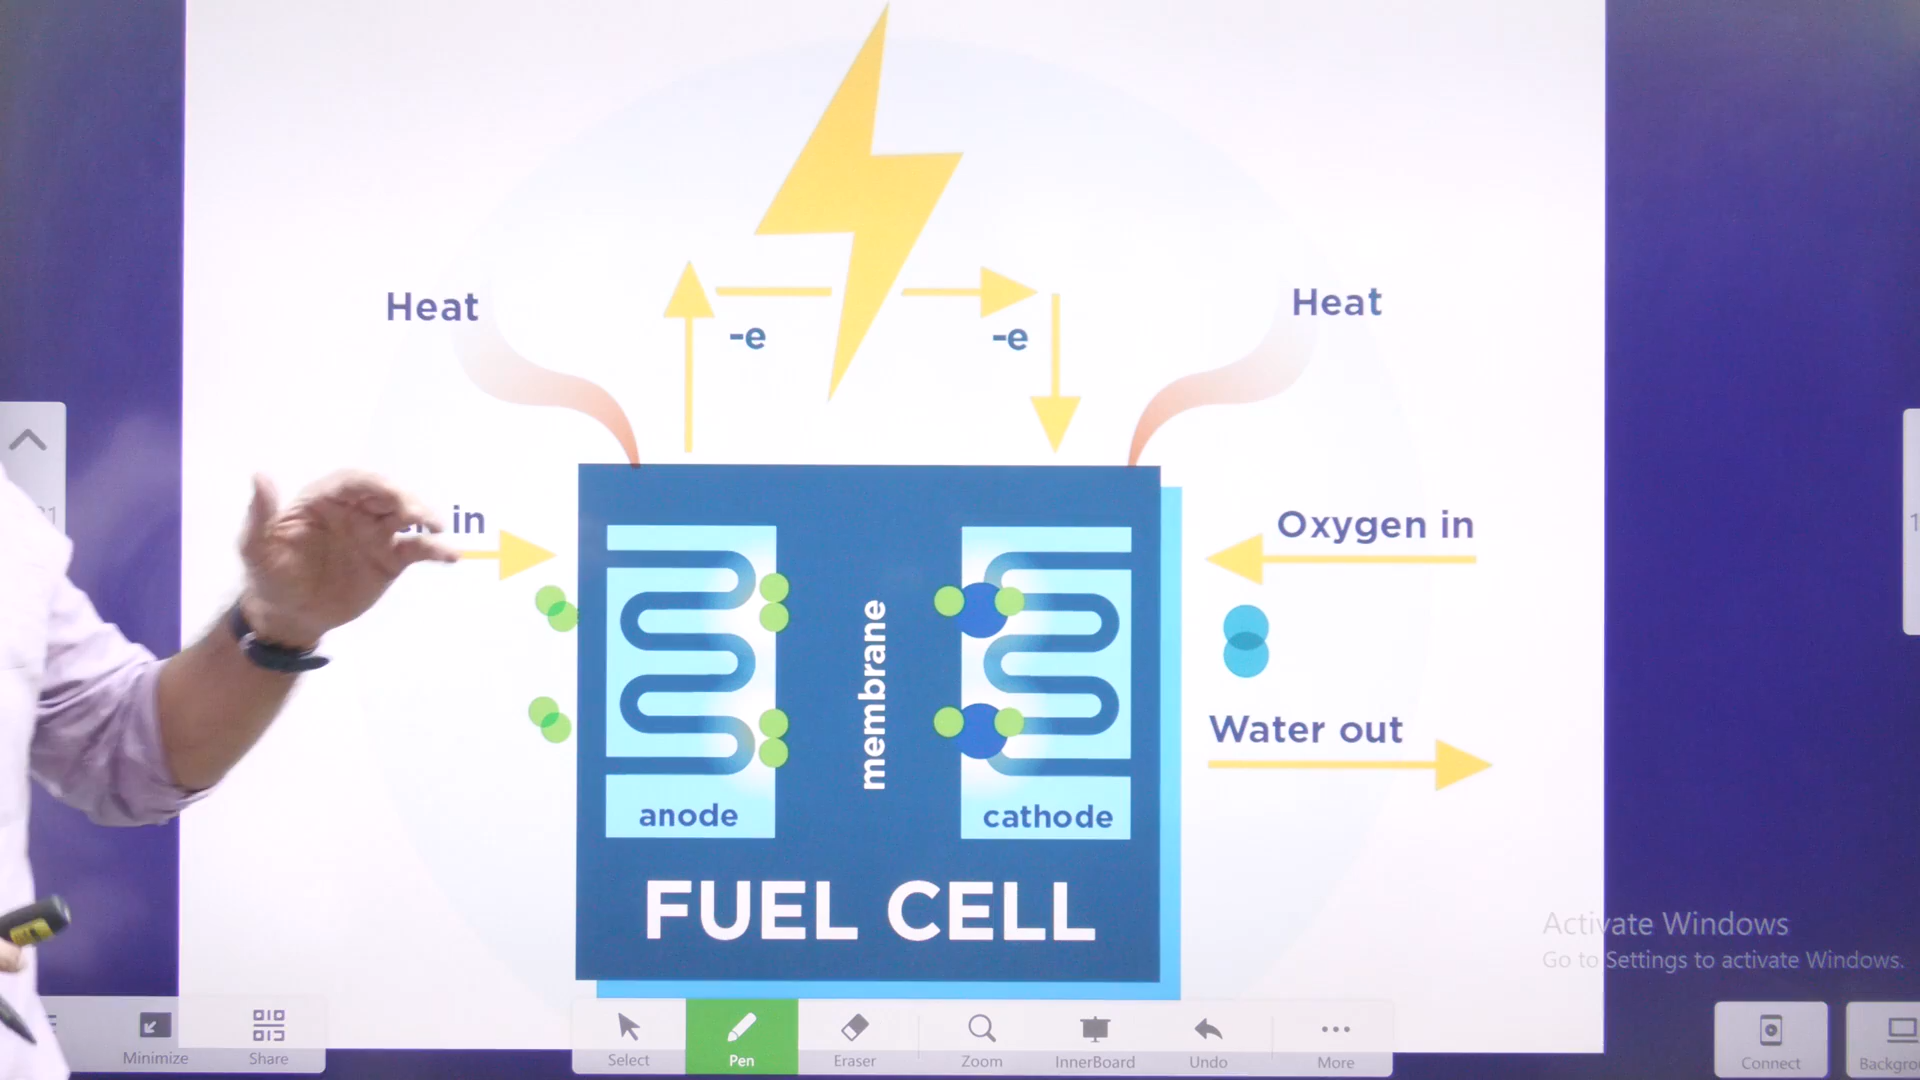 Heat
Heat
-e
-e
in
Oxygen in
membrane
Water out
anode
cathode
FUEL CELL
Activate Windows
Go to Settings to activate Windows.
Minimize
Share
Select
Pen
Eraser
Zoom
InnerBoard
Undo
More
Connect